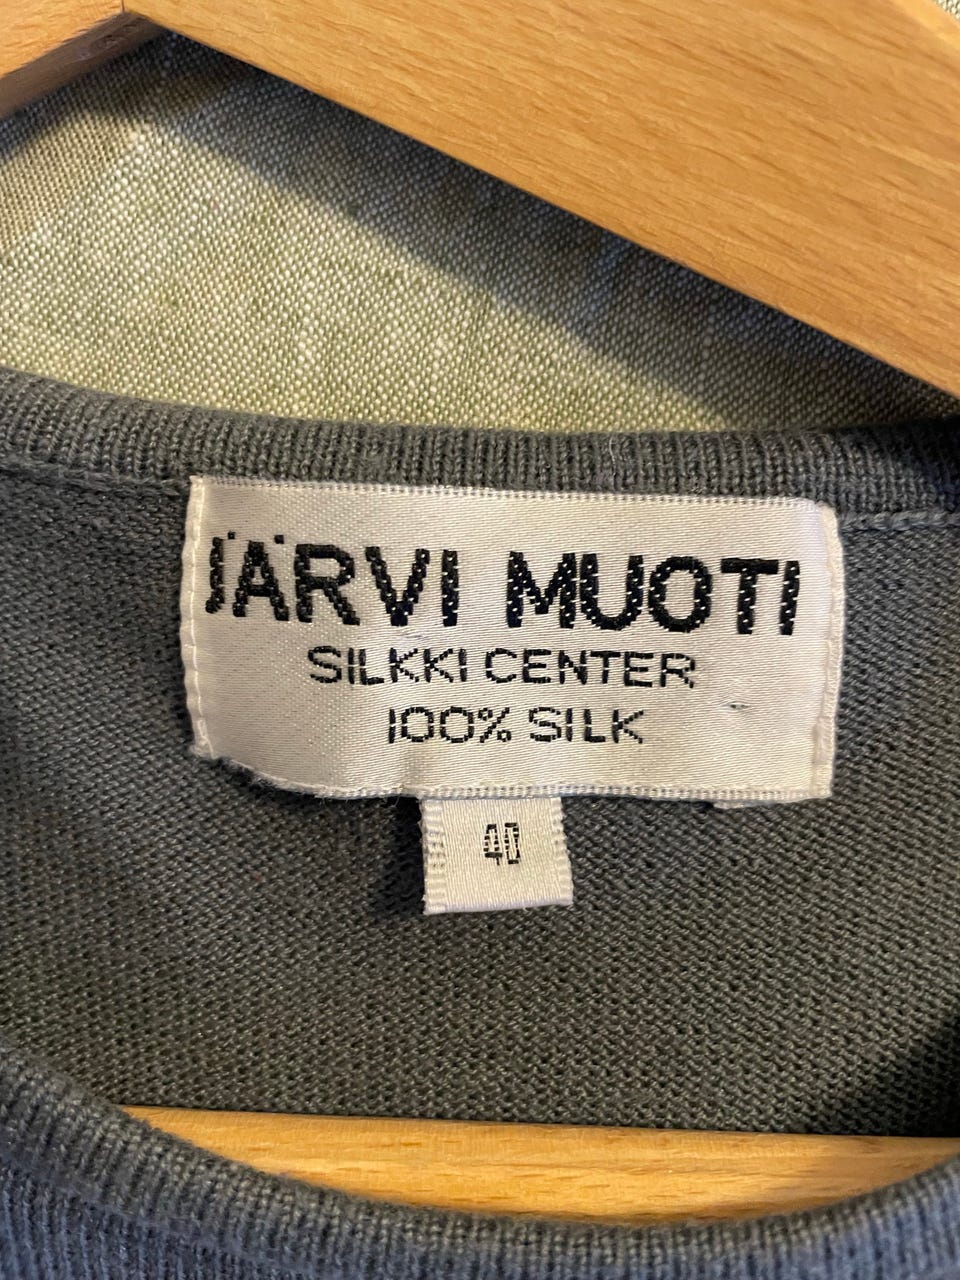 JÄRVI MUOTI
SILKKI CENTER
100% SILK
40